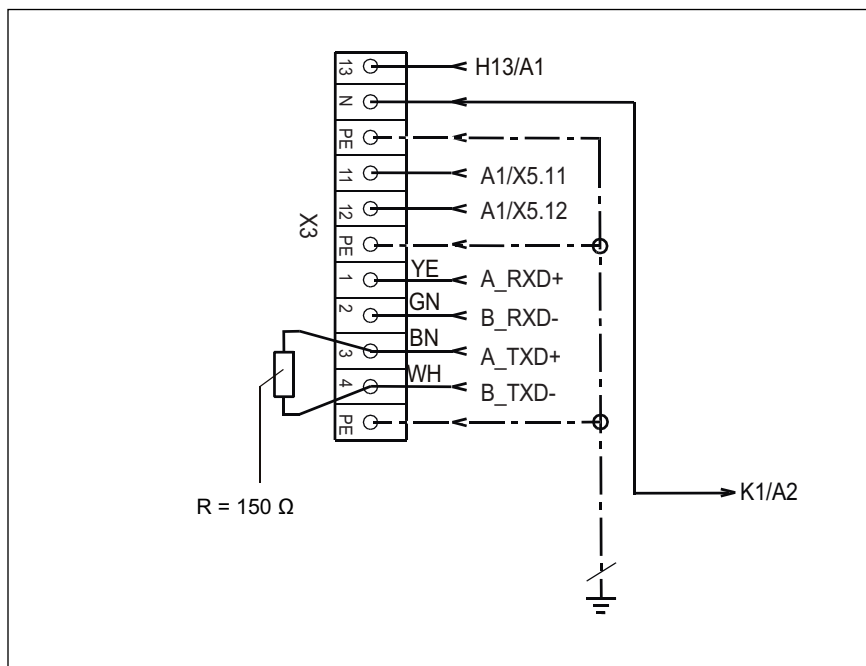 13
H13/A1
N
PE
11
A1/X5.11
12
A1/X5.12
X3
PE
1
YE
A_RXD+
2
GN
B_RXD-
3
BN
A_TXD+
4
WH
B_TXD-
PE
K1/A2
R = 150 Ω